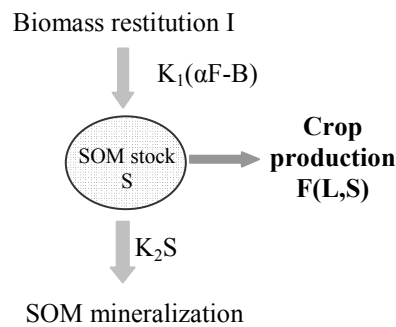 Biomass restitution I
K₁(αF-B)
SOM stock
S
Crop
production
F(L,S)
K₂S
SOM mineralization